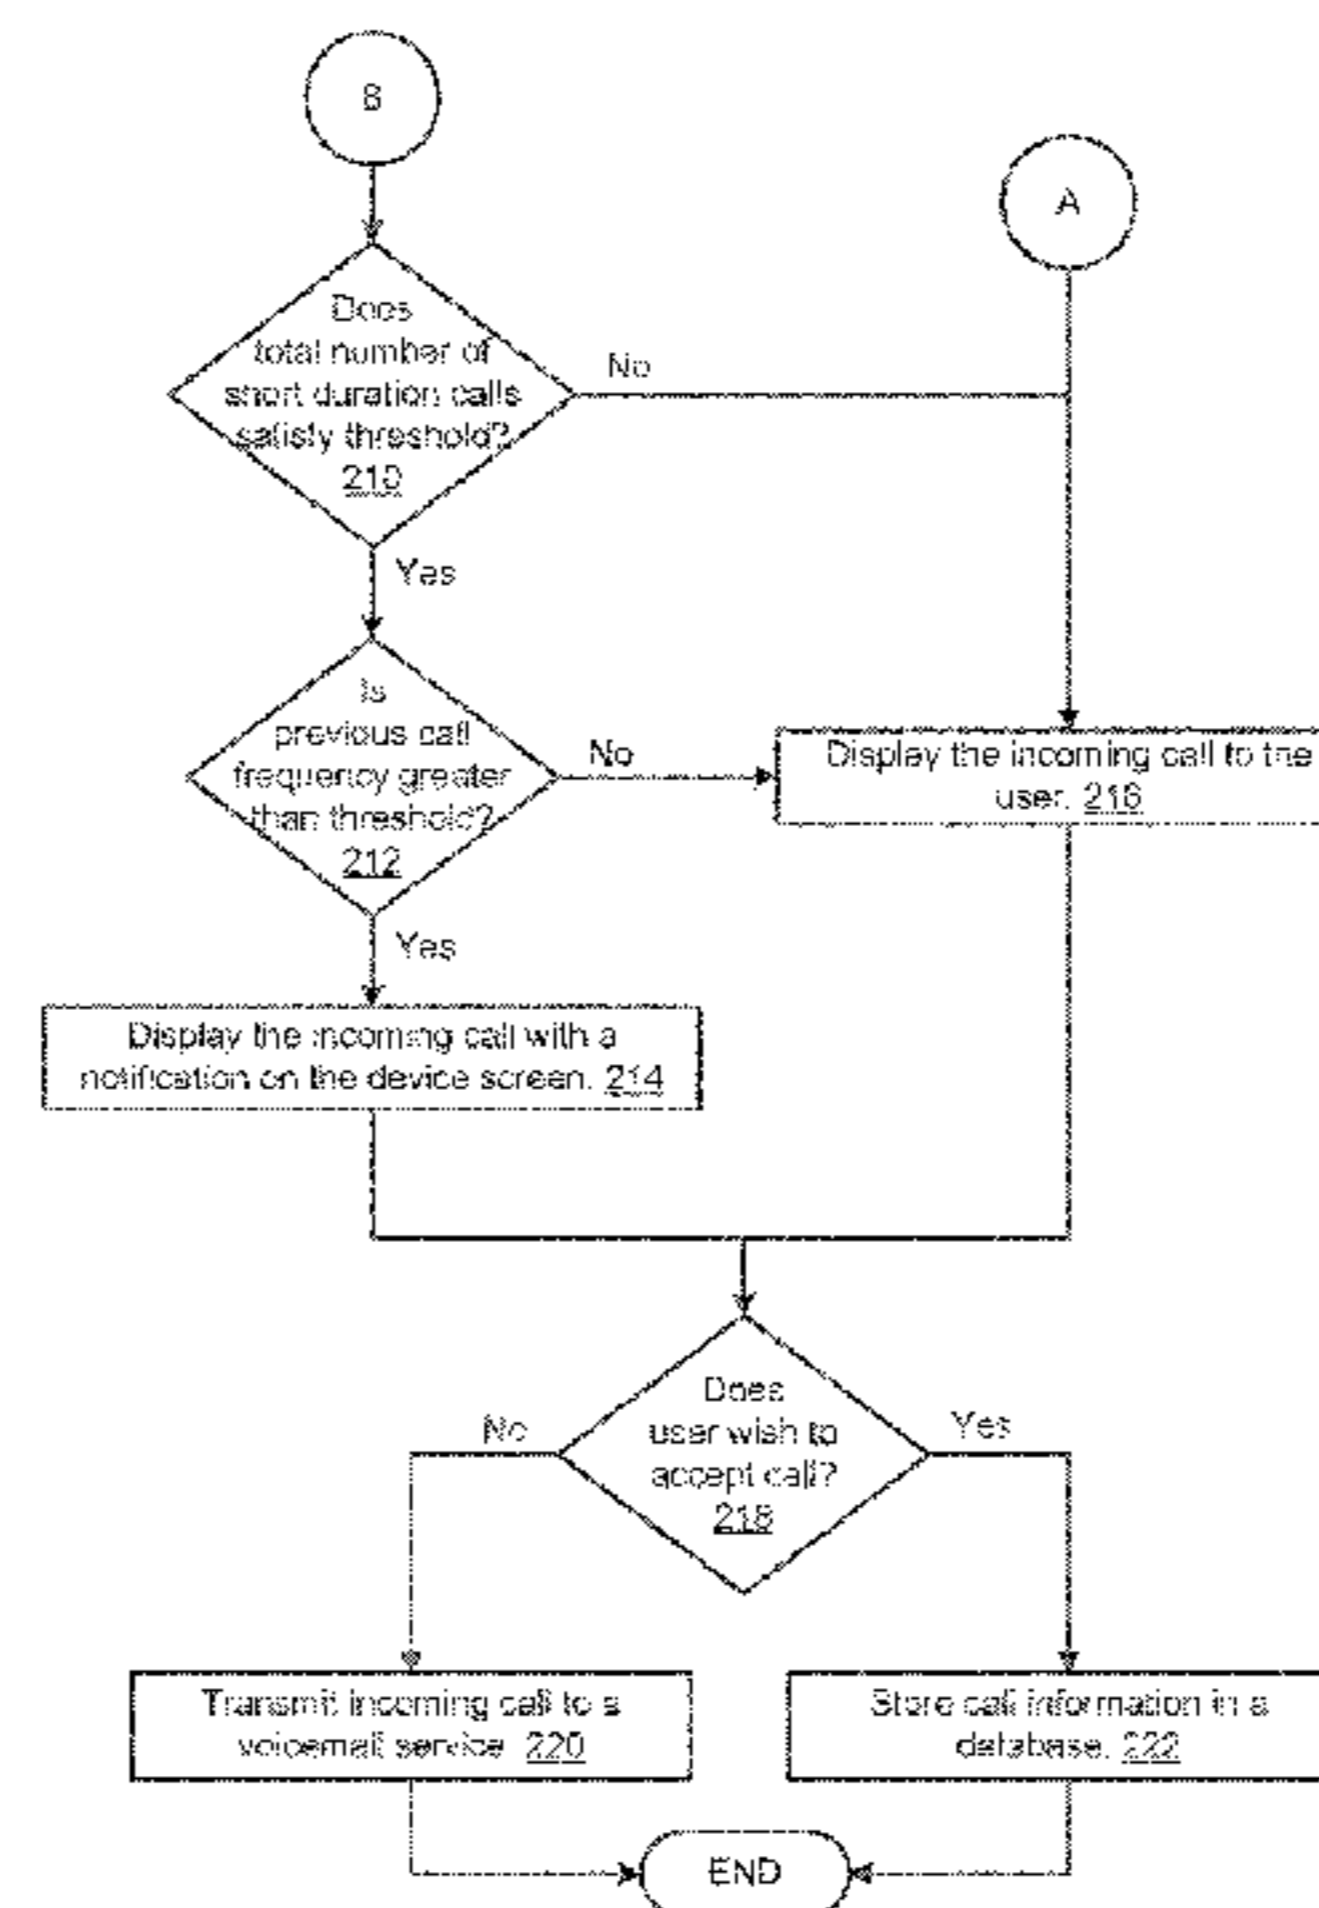 B
A
Does
total number of
short duration calls
satisfy threshold?
210
No
Yes
Is
previous call
frequency greater
than threshold?
212
No
Display the incoming call to the
user. 216
Yes
Display the incoming call with a
notification on the device screen. 214
Does
user wish to
accept call?
218
No
Yes
Transmit incoming call to a
voicemail service. 220
Store call information in a
database. 222
END